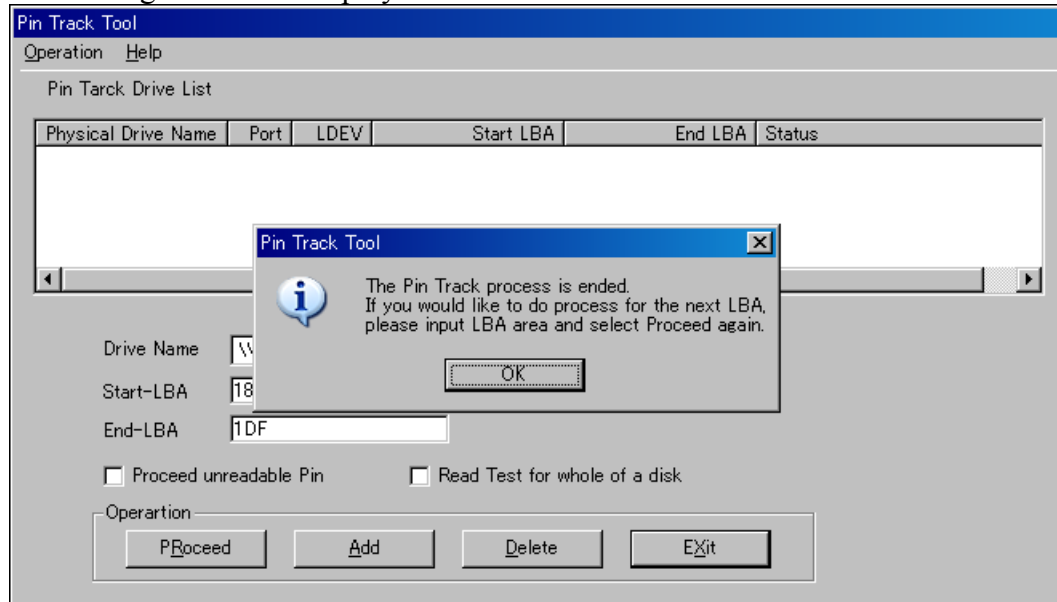 Pin Track Tool
Operation Help
Pin Tarck Drive List
Physical Drive Name Port LDEV Start LBA End LBA Status
Pin Track Tool
The Pin Track process is ended.
If you would like to do process for the next LBA,
please input LBA area and select Proceed again.
OK
Drive Name
Start-LBA 18
End-LBA 1DF
Proceed unreadable Pin Read Test for whole of a disk
Operartion
PRoceed Add Delete EXit